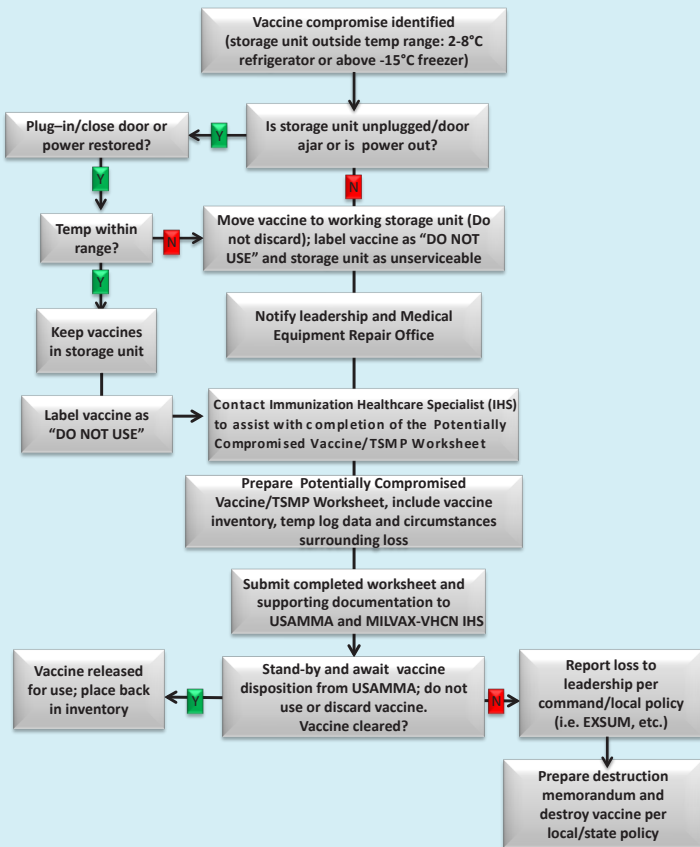 Vaccine compromise identified
(storage unit outside temp range: 2-8°C
refrigerator or above -15°C freezer)
Plug–in/close door or
power restored?
Y
Is storage unit unplugged/door
ajar or is power out?
Y
N
Temp within
range?
N
Move vaccine to working storage unit (Do
not discard); label vaccine as “DO NOT
USE” and storage unit as unserviceable
Y
Keep vaccines
in storage unit
Notify leadership and Medical
Equipment Repair Office
Label vaccine as
“DO NOT USE”
Contact Immunization Healthcare Specialist (IHS)
to assist with completion of the Potentially
Compromised Vaccine/TSMP Worksheet
Prepare Potentially Compromised
Vaccine/TSMP Worksheet, include vaccine
inventory, temp log data and circumstances
surrounding loss
Submit completed worksheet and
supporting documentation to
USAMMA and MILVAX-VHCN IHS
Vaccine released
for use; place back
in inventory
Y
Stand-by and await vaccine
disposition from USAMMA; do not
use or discard vaccine.
Vaccine cleared?
N
Report loss to
leadership per
command/local policy
(i.e. EXSUM, etc.)
Prepare destruction
memorandum and
destroy vaccine per
local/state policy